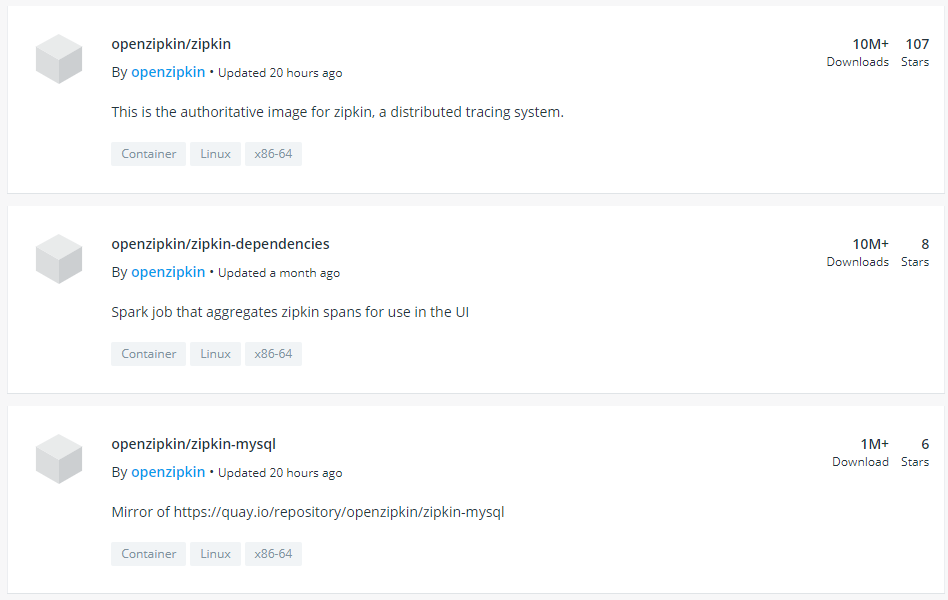 openzipkin/zipkin
10M+ 107
By openzipkin • Updated 20 hours ago
Downloads Stars
This is the authoritative image for zipkin, a distributed tracing system.
Container Linux x86-64
openzipkin/zipkin-dependencies
10M+ 8
By openzipkin • Updated a month ago
Downloads Stars
Spark job that aggregates zipkin spans for use in the UI
Container Linux x86-64
openzipkin/zipkin-mysql
1M+ 6
By openzipkin • Updated 20 hours ago
Download Stars
Mirror of https://quay.io/repository/openzipkin/zipkin-mysql
Container Linux x86-64